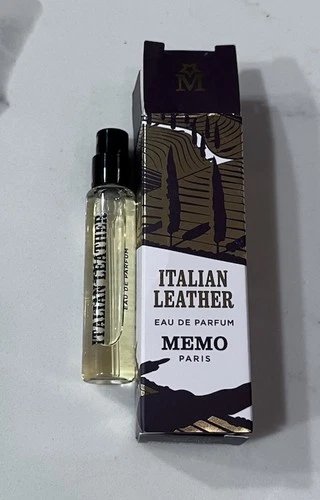 M
ITALIAN
LEATHER
EAU DE PARFUM
MEMO
PARIS
ITALIAN LEATHER
EAU DE PARFUM